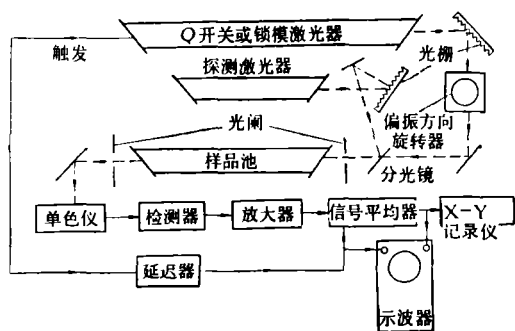 Q开关或锁模激光器
触发
探测激光器
光栅
光闸
偏振方向
旋转器
样品池
分光镜
单色仪
检测器
放大器
信号平均器
X-Y
记录仪
延迟器
示波器